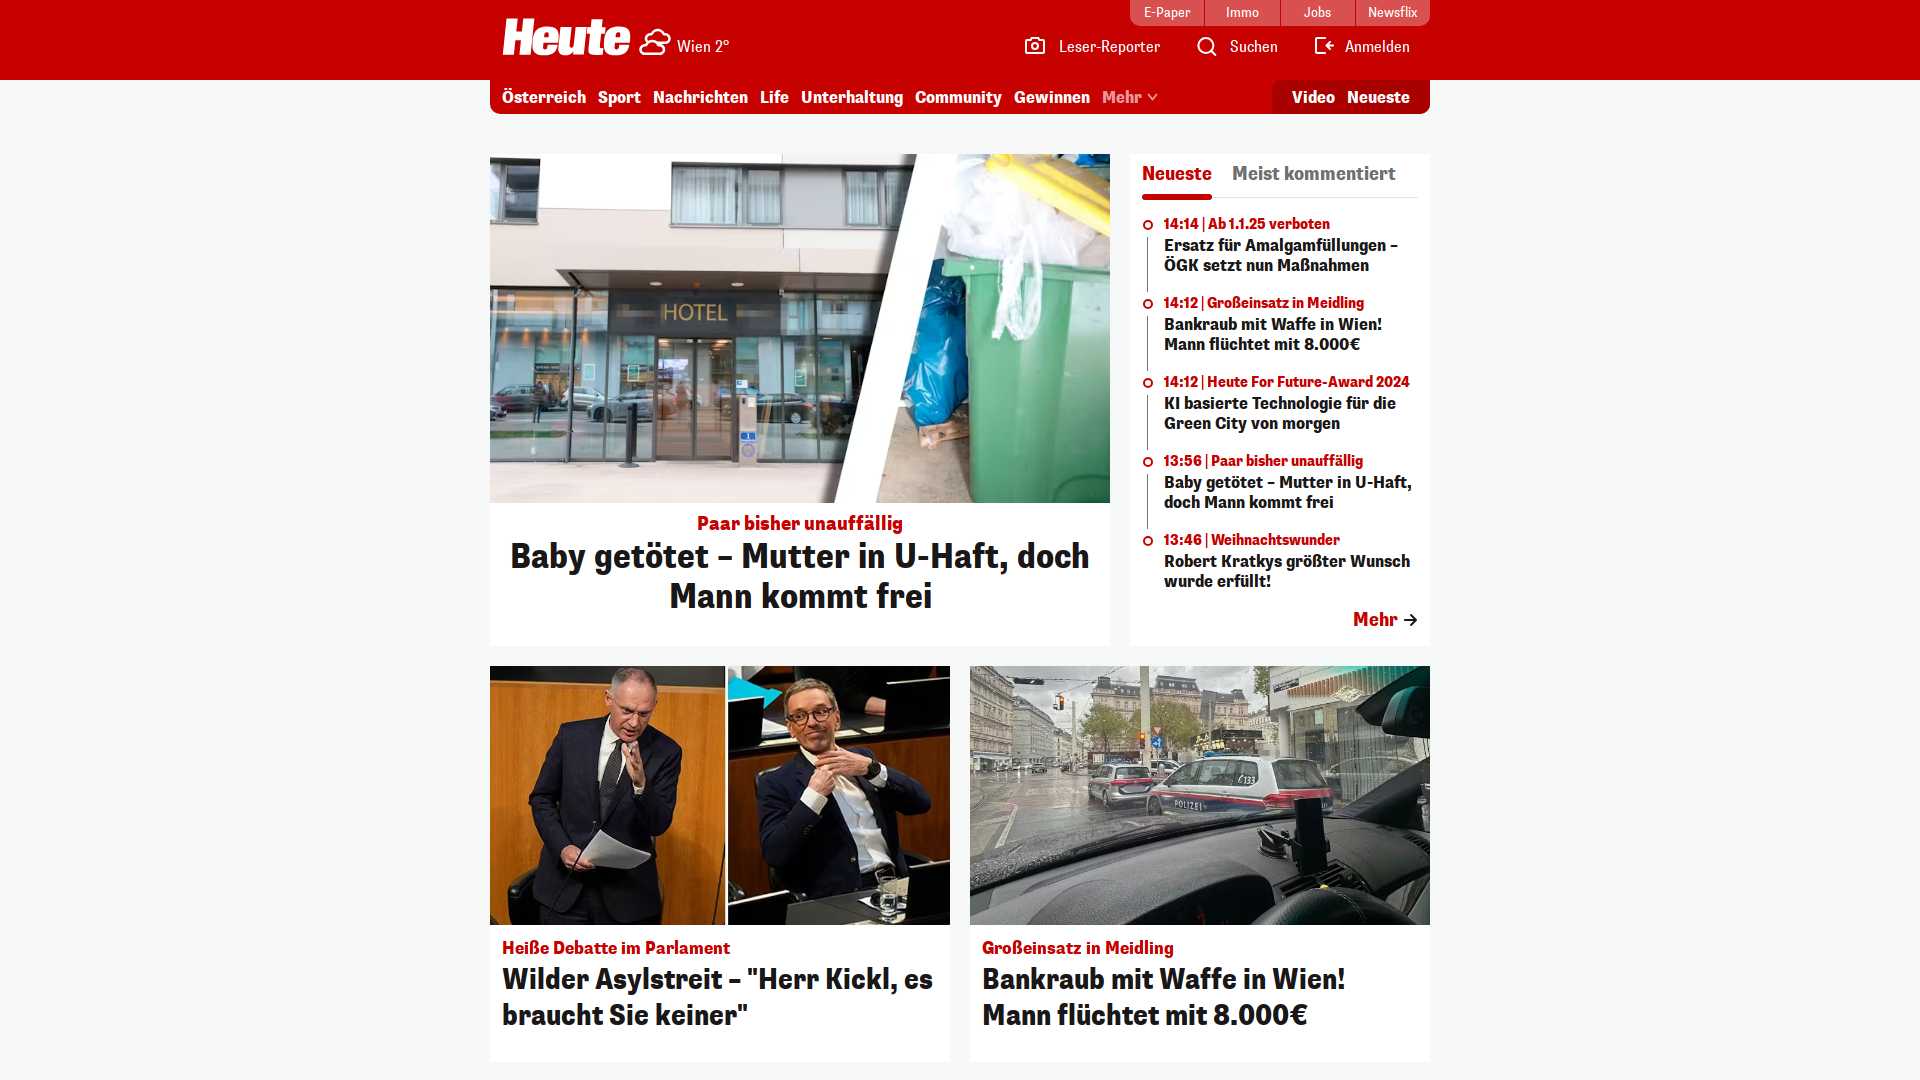 E-Paper
Immo
Jobs
Newsflix
Heute
Wien 2°
Leser-Reporter
Suchen
Anmelden
Österreich
Sport
Nachrichten
Life
Unterhaltung
Community
Gewinnen
Mehr
Video
Neueste
HOTEL
Paar bisher unauffällig
Baby getötet – Mutter in U-Haft, doch
Mann kommt frei
Neueste
Meist kommentiert
14:14 | Ab 1.1.25 verboten
Ersatz für Amalgamfüllungen –
ÖGK setzt nun Maßnahmen
14:12 | Großeinsatz in Meidling
Bankraub mit Waffe in Wien!
Mann flüchtet mit 8.000€
14:12 | Heute For Future-Award 2024
KI basierte Technologie für die
Green City von morgen
13:56 | Paar bisher unauffällig
Baby getötet – Mutter in U-Haft,
doch Mann kommt frei
13:46 | Weihnachtswunder
Robert Kratkys größter Wunsch
wurde erfüllt!
Mehr
Heiße Debatte im Parlament
Wilder Asylstreit – "Herr Kickl, es
braucht Sie keiner"
133
POLIZEI
Großeinsatz in Meidling
Bankraub mit Waffe in Wien!
Mann flüchtet mit 8.000€